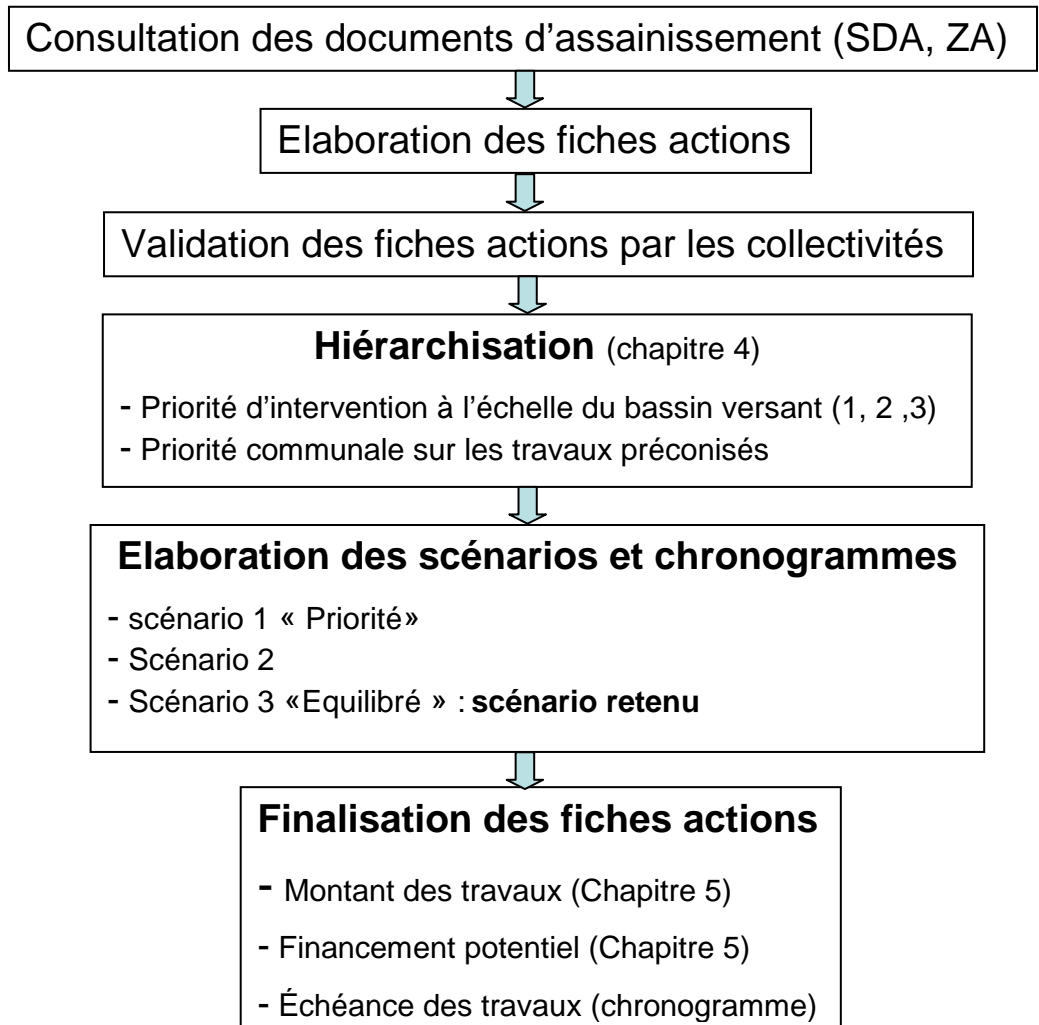 Consultation des documents d’assainissement (SDA, ZA)
Elaboration des fiches actions
Validation des fiches actions par les collectivités
Hiérarchisation (chapitre 4)
- Priorité d’intervention à l’échelle du bassin versant (1, 2 ,3)
- Priorité communale sur les travaux préconisés
Elaboration des scénarios et chronogrammes
- scénario 1 « Priorité»
- Scénario 2
- Scénario 3 «Equilibré » : scénario retenu
Finalisation des fiches actions
- Montant des travaux (Chapitre 5)
- Financement potentiel (Chapitre 5)
- Échéance des travaux (chronogramme)